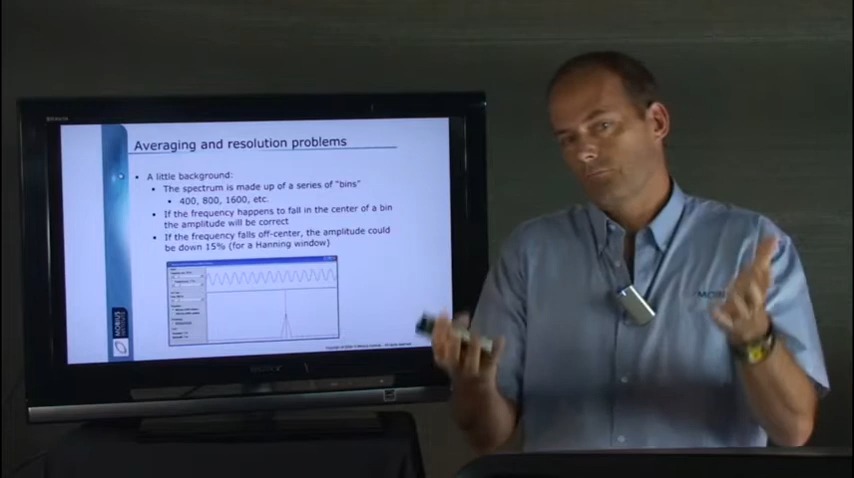 Averaging and resolution problems
• A little background:
• The spectrum is made up of a series of "bins"
• 400, 800, 1600, etc.
• If the frequency happens to fall in the center of a bin
the amplitude will be correct
• If the frequency falls off-center, the amplitude could
be down 15% (for a Hanning window)
MOBIUS
INSTITUTE
SONY